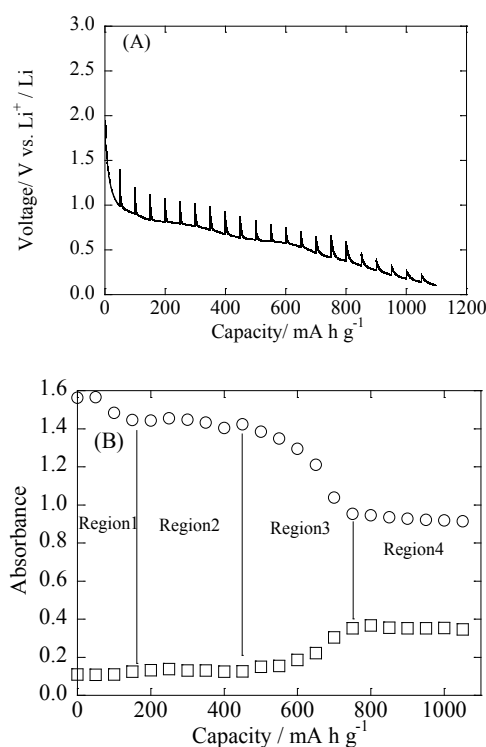 (A)
3.0
2.5
2.0
1.5
1.0
0.5
0.0
Voltage/ V vs. Li⁺ / Li
0 200 400 600 800 1000 1200
Capacity/ mA h g⁻¹
(B)
1.6
1.4
1.2
1.0
0.8
0.6
0.4
0.2
0.0
Absorbance
Region1 Region2 Region3 Region4
0 200 400 600 800 1000
Capacity / mA h g⁻¹